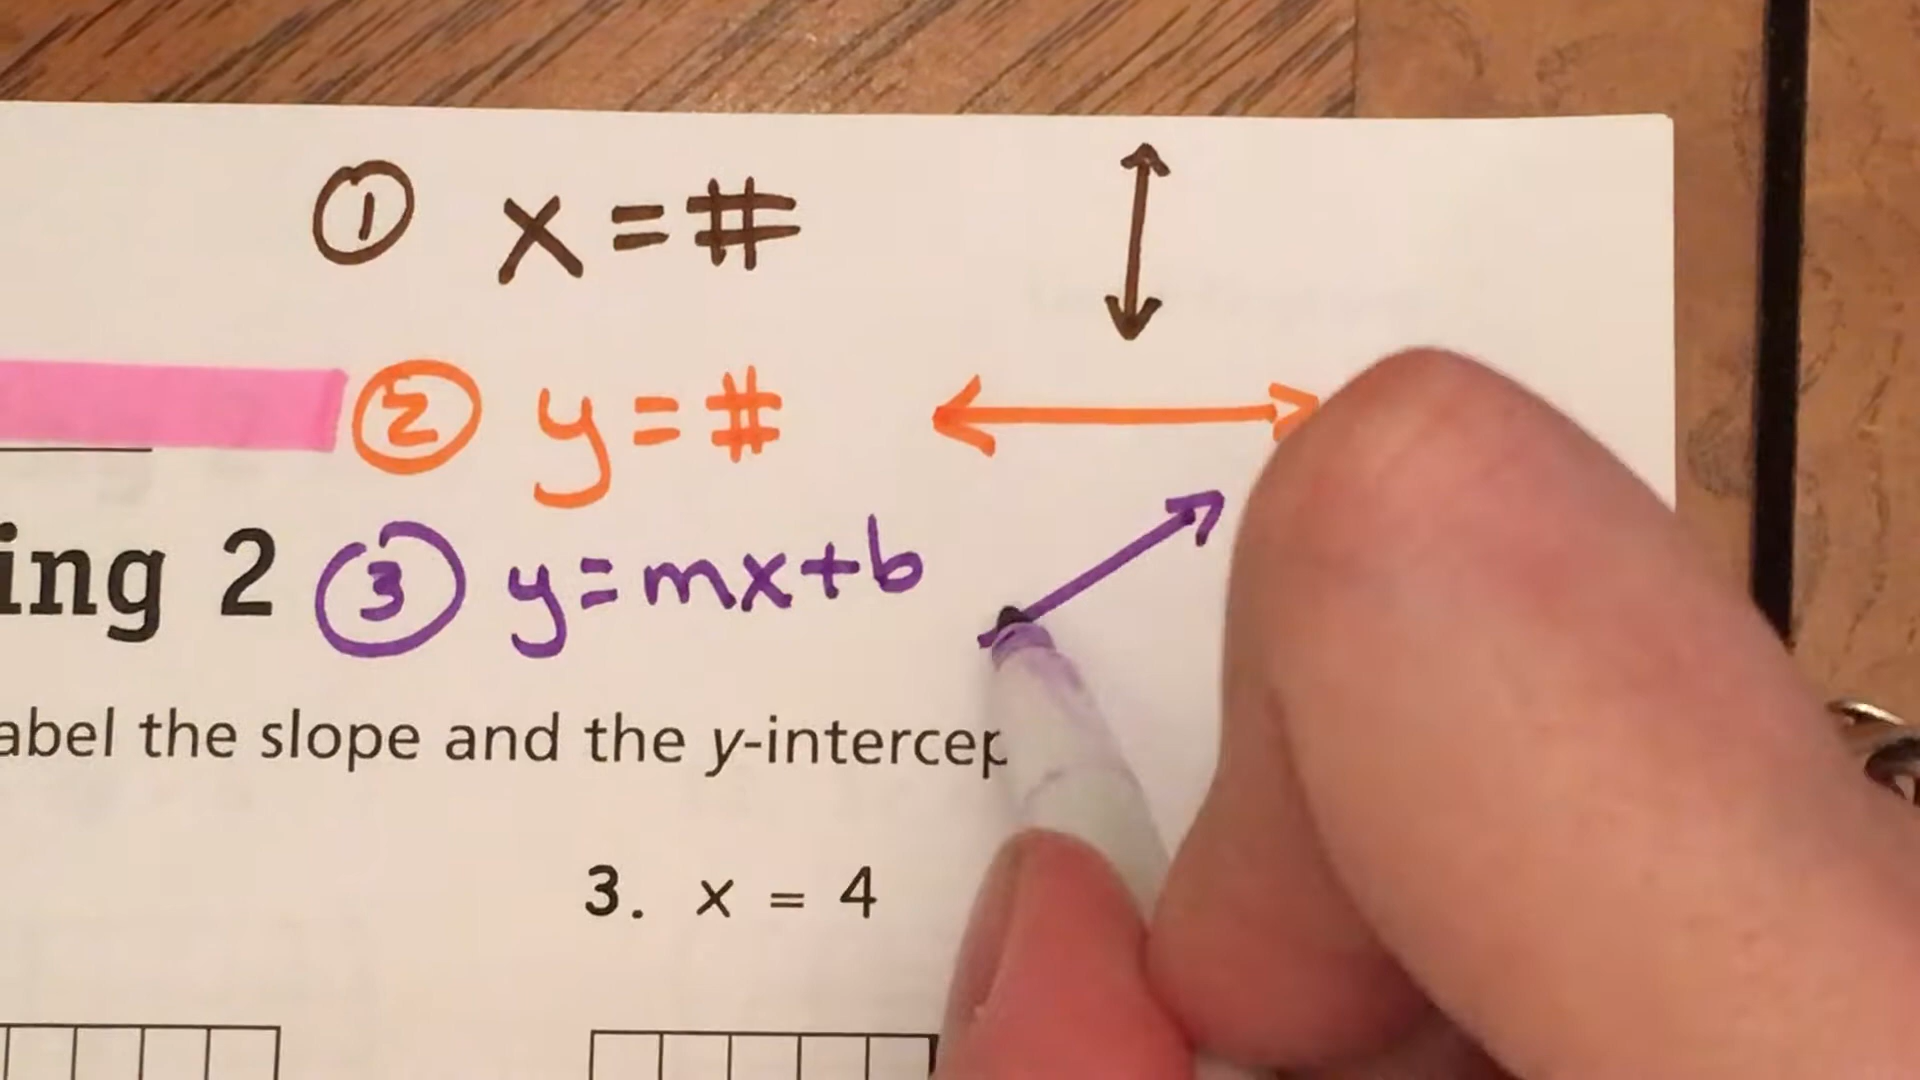 ① x = #
② y = #
ing 2 ③ y = mx + b
abel the slope and the y-intercep
3. x = 4